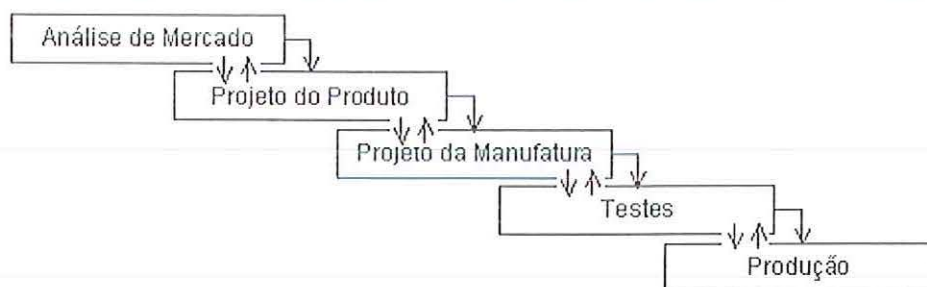 Análise de Mercado
Projeto do Produto
Projeto da Manufatura
Testes
Produção